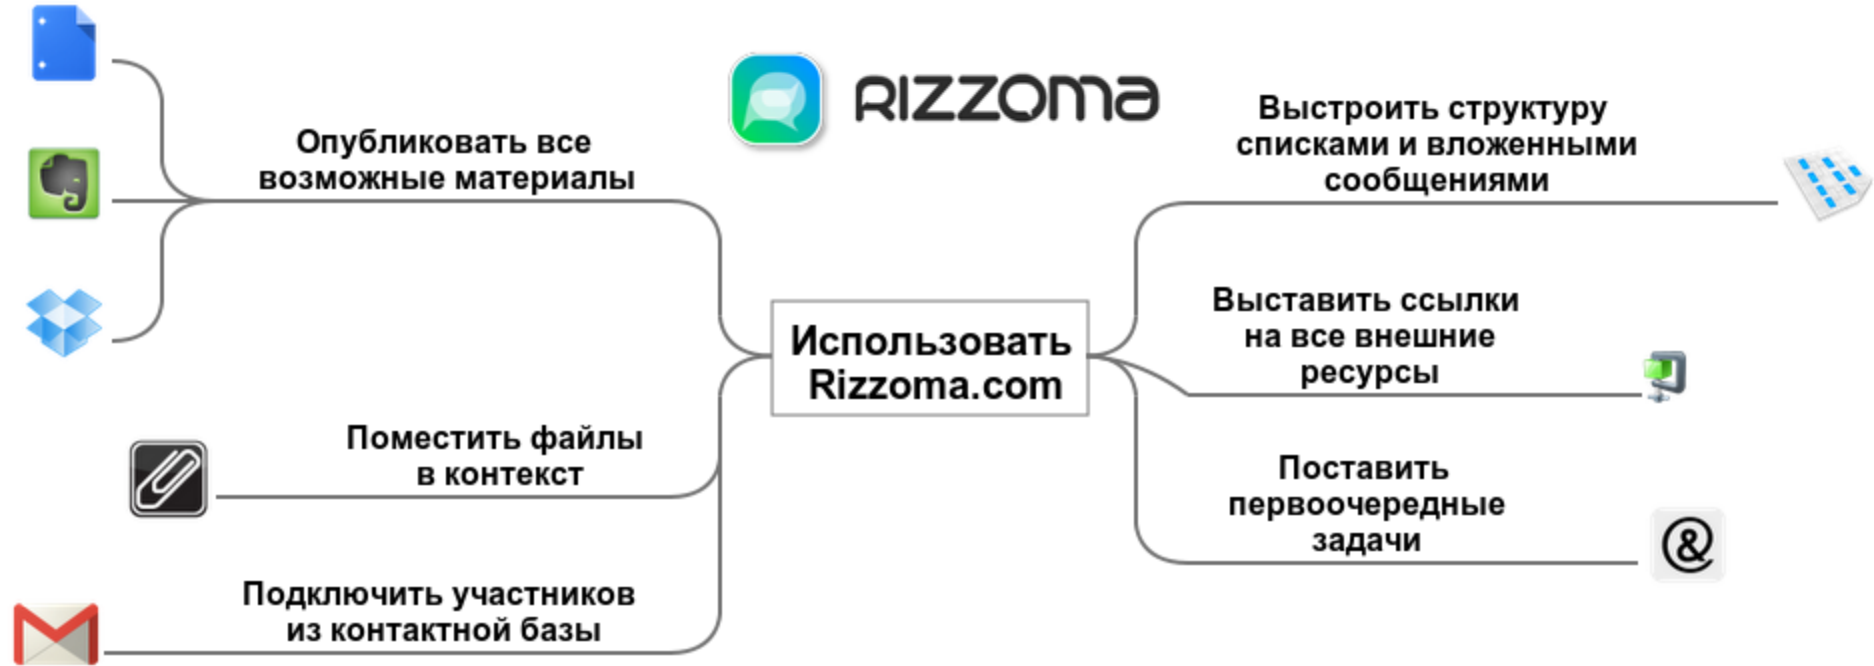 RIZZOMA
Опубликовать все
возможные материалы
Поместить файлы
в контекст
Подключить участников
из контактной базы
Использовать
Rizzoma.com
Выстроить структуру
списками и вложенными
сообщениями
Выставить ссылки
на все внешние
ресурсы
Поставить
первоочередные
задачи
&